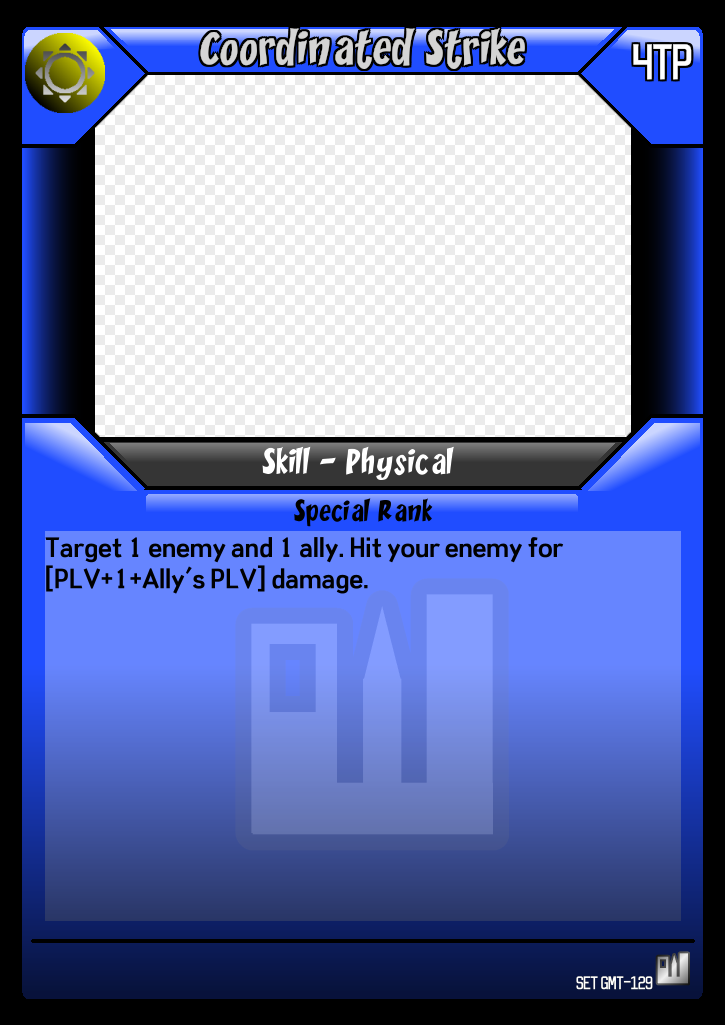 Coordinated Strike
4TP
Skill - Physical
Special Rank
Target 1 enemy and 1 ally. Hit your enemy for
[PLV+1+Ally's PLV] damage.
SET GMT-129